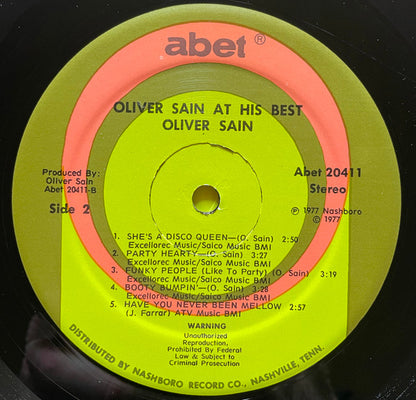 abet®
OLIVER SAIN AT HIS BEST
OLIVER SAIN
Produced By:
Oliver Sain
Abet 20411-B
Side 2
Abet 20411
Stereo
℗ 1977 Nashboro
© 1977
1. SHE'S A DISCO QUEEN—(O. Sain) 2:50
Excellorec Music/Saico Music BMI
2. PARTY HEARTY—(O. Sain) 3:27
Excellorec Music/Saico Music BMI
3. FUNKY PEOPLE (Like To Party) (O. Sain) 3:19
Excellorec Music/Saico Music BMI
4. BOOTY BUMPIN'—(O. Sain) 3:28
Excellorec Music/Saico Music BMI
5. HAVE YOU NEVER BEEN MELLOW 2:57
(J. Farrar) ATV Music BMI
WARNING
Unauthorized
Reproduction,
Prohibited By Federal
Law & Subject to
Criminal Prosecution
DISTRIBUTED BY NASHBORO RECORD CO., NASHVILLE, TENN.